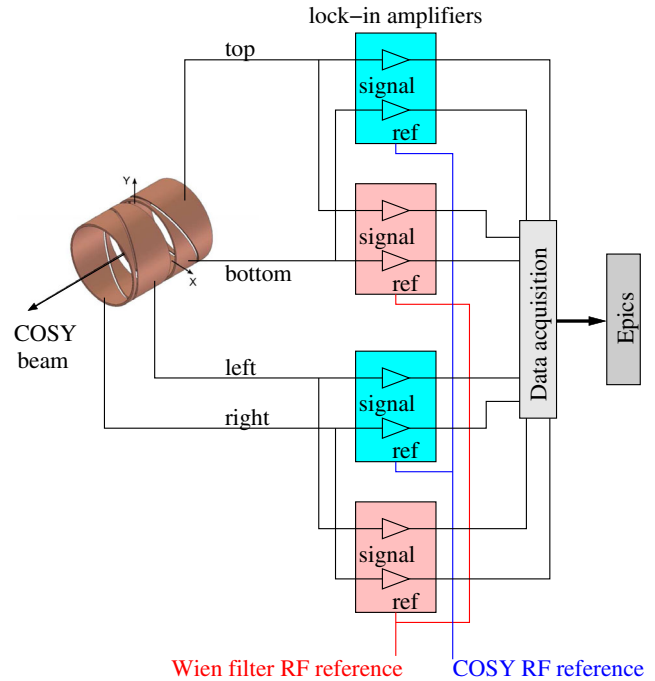 lock-in amplifiers
top
signal
ref
Y
X
signal
bottom
ref
COSY
beam
Data acquisition
Epics
left
signal
right
ref
signal
ref
Wien filter RF reference
COSY RF reference